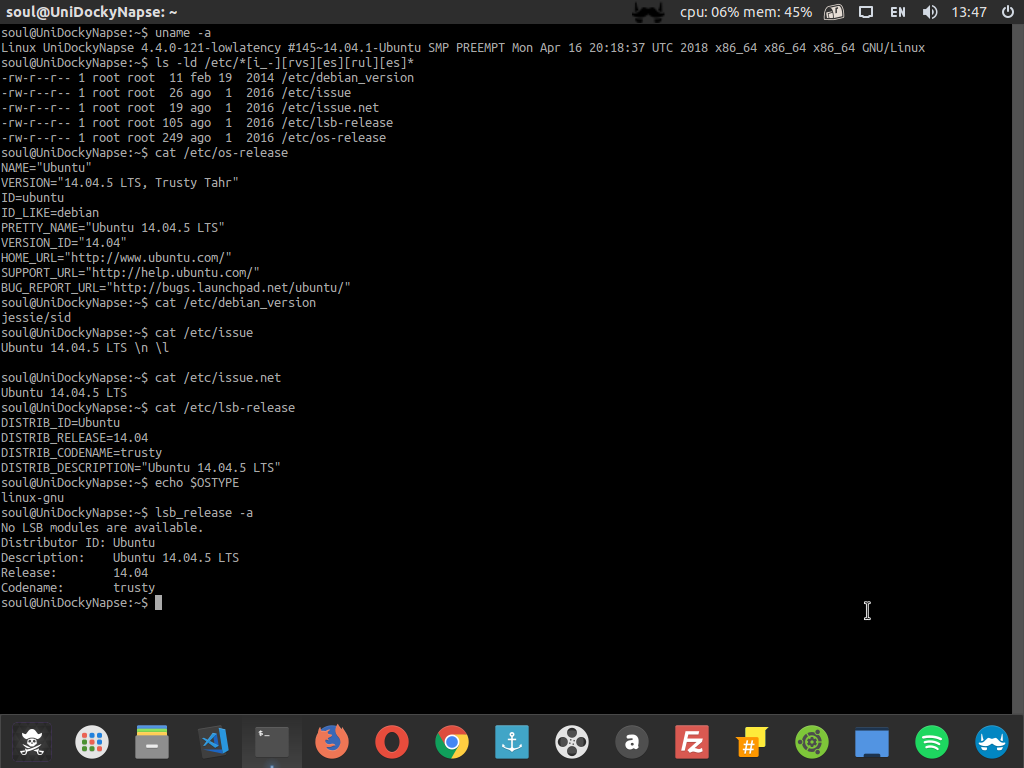 soul@UniDockyNapse: ~
cpu: 06% mem: 45%
EN
13:47
soul@UniDockyNapse:~$ uname -a
Linux UniDockyNapse 4.4.0-121-lowlatency #145~14.04.1-Ubuntu SMP PREEMPT Mon Apr 16 20:18:37 UTC 2018 x86_64 x86_64 x86_64 GNU/Linux
soul@UniDockyNapse:~$ ls -ld /etc/*[i_-][rvs][es][rul][es]*
-rw-r--r-- 1 root root  11 feb 19  2014 /etc/debian_version
-rw-r--r-- 1 root root  26 ago  1  2016 /etc/issue
-rw-r--r-- 1 root root  19 ago  1  2016 /etc/issue.net
-rw-r--r-- 1 root root 105 ago  1  2016 /etc/lsb-release
-rw-r--r-- 1 root root 249 ago  1  2016 /etc/os-release
soul@UniDockyNapse:~$ cat /etc/os-release
NAME="Ubuntu"
VERSION="14.04.5 LTS, Trusty Tahr"
ID=ubuntu
ID_LIKE=debian
PRETTY_NAME="Ubuntu 14.04.5 LTS"
VERSION_ID="14.04"
HOME_URL="http://www.ubuntu.com/"
SUPPORT_URL="http://help.ubuntu.com/"
BUG_REPORT_URL="http://bugs.launchpad.net/ubuntu/"
soul@UniDockyNapse:~$ cat /etc/debian_version
jessie/sid
soul@UniDockyNapse:~$ cat /etc/issue
Ubuntu 14.04.5 LTS \n \l
soul@UniDockyNapse:~$ cat /etc/issue.net
Ubuntu 14.04.5 LTS
soul@UniDockyNapse:~$ cat /etc/lsb-release
DISTRIB_ID=Ubuntu
DISTRIB_RELEASE=14.04
DISTRIB_CODENAME=trusty
DISTRIB_DESCRIPTION="Ubuntu 14.04.5 LTS"
soul@UniDockyNapse:~$ echo $OSTYPE
linux-gnu
soul@UniDockyNapse:~$ lsb_release -a
No LSB modules are available.
Distributor ID: Ubuntu
Description:    Ubuntu 14.04.5 LTS
Release:        14.04
Codename:       trusty
soul@UniDockyNapse:~$
$_
a
Fz
#